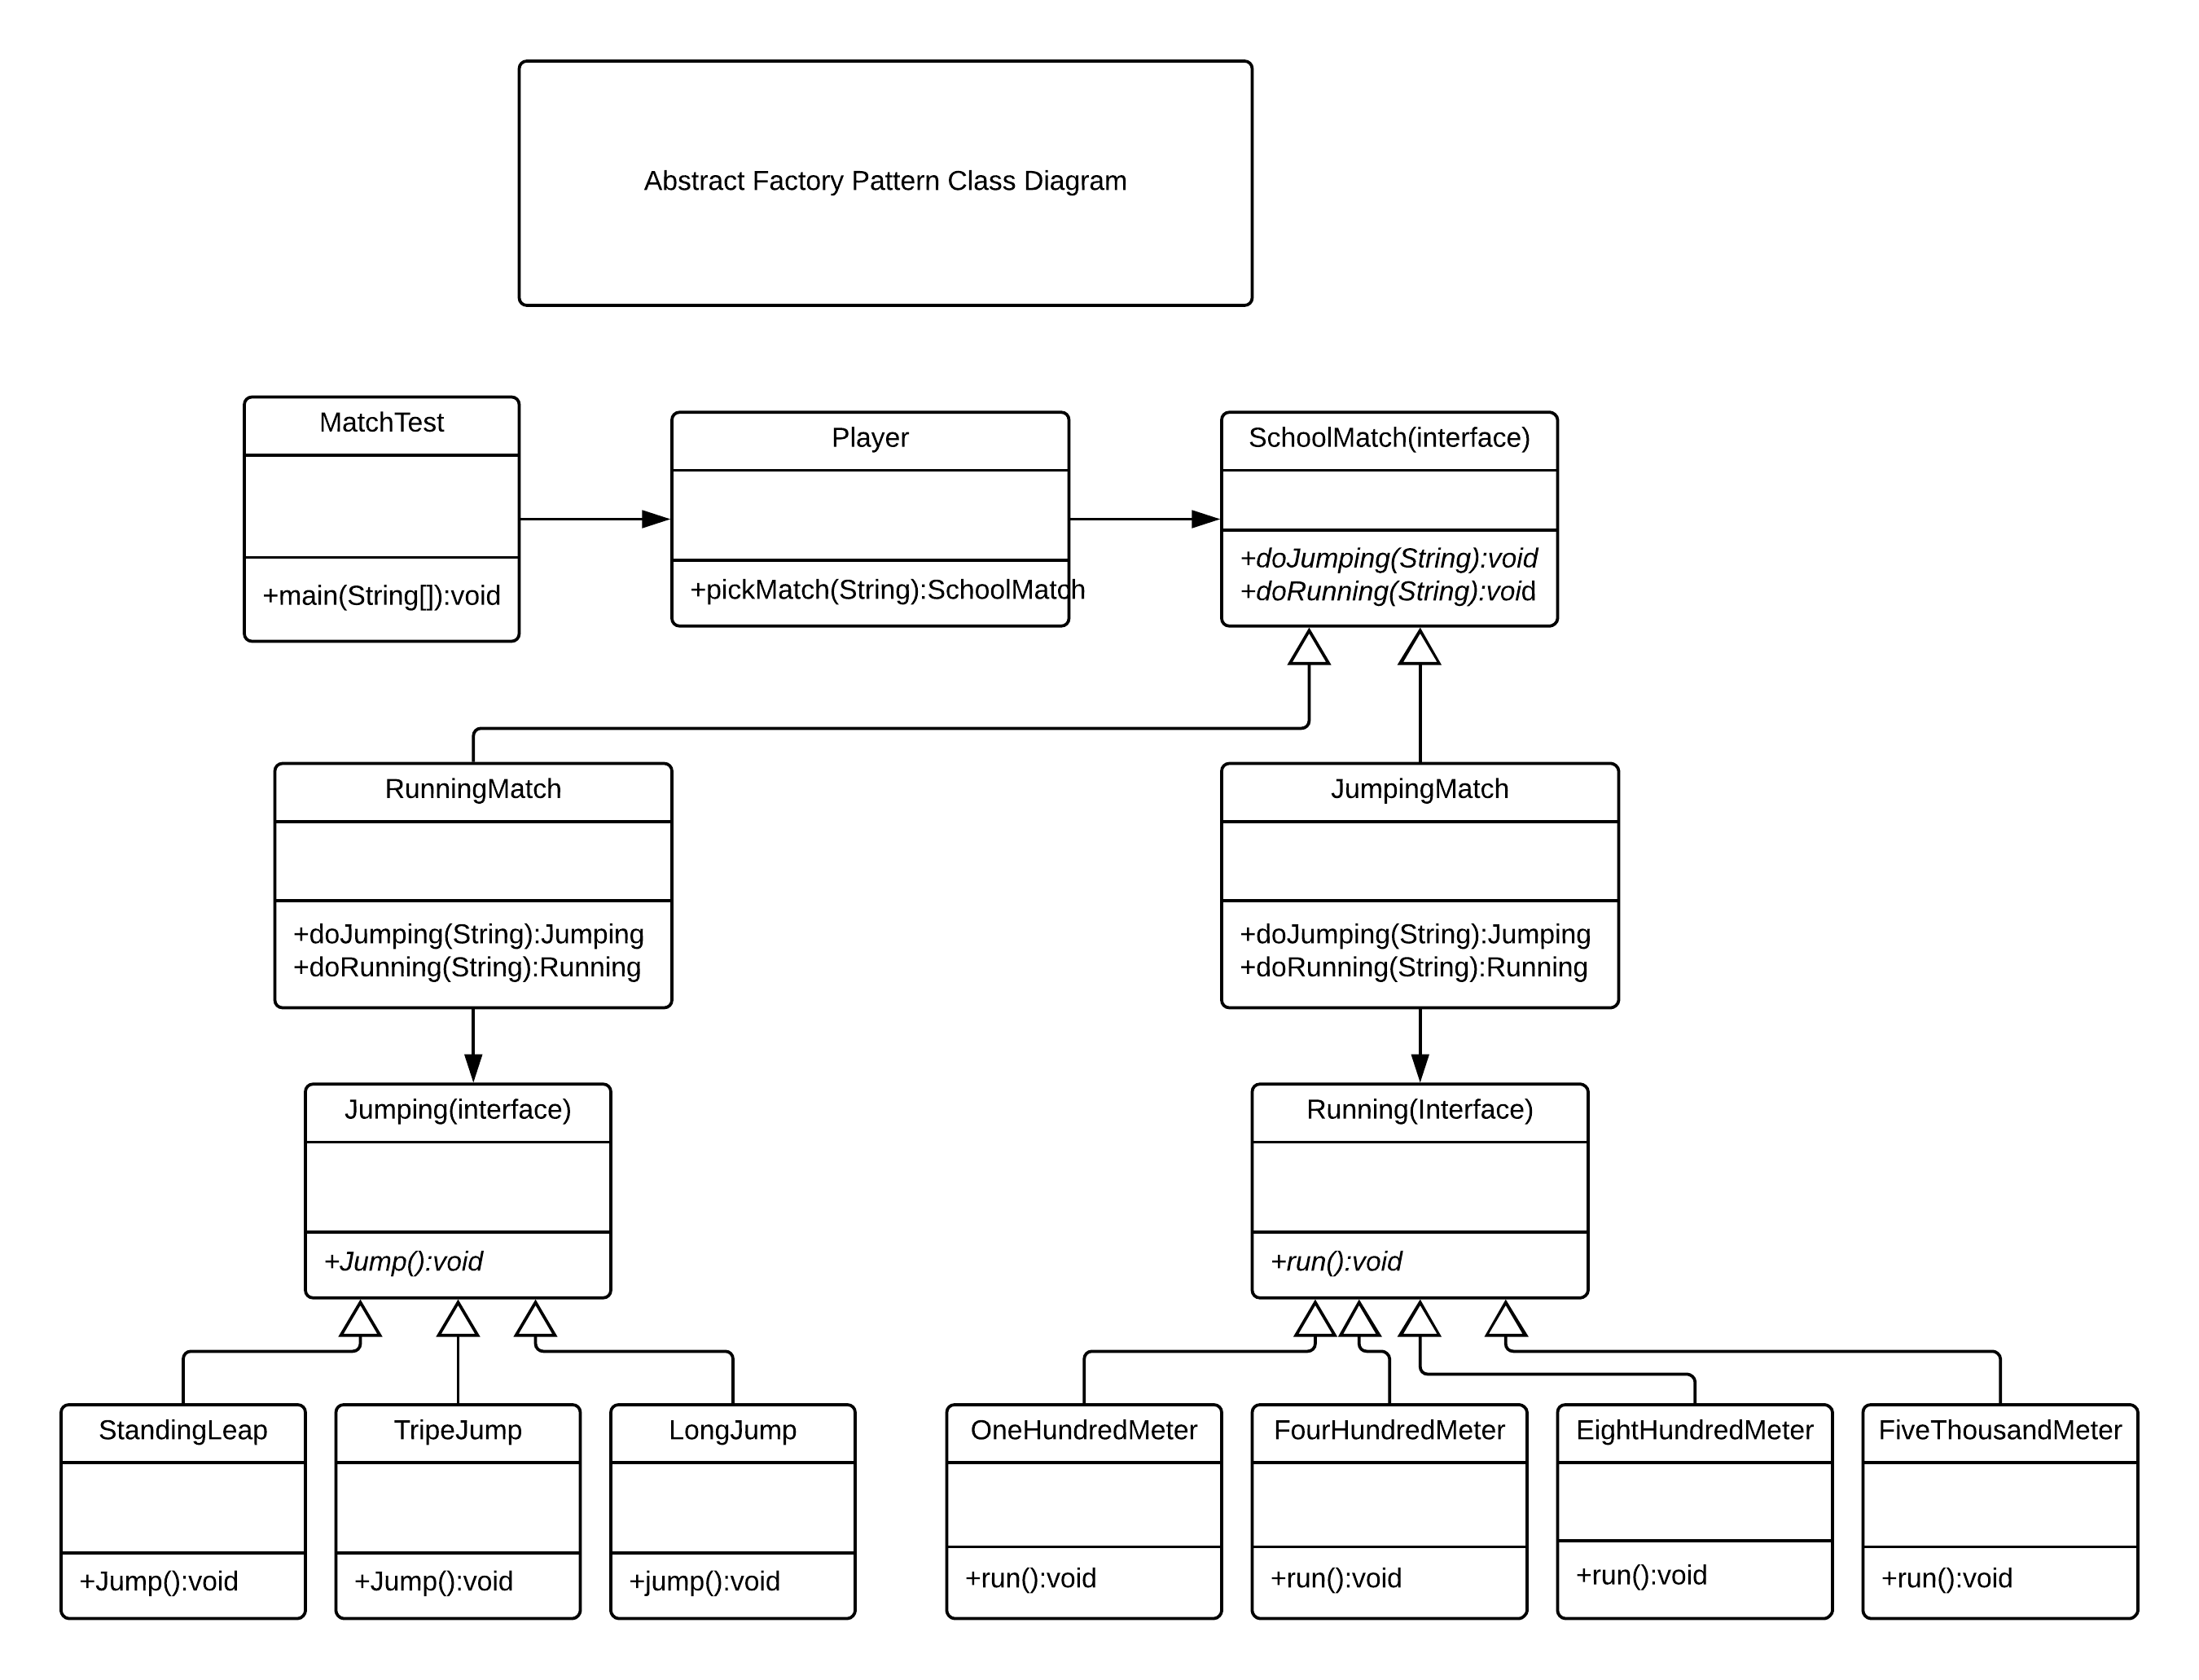 Abstract Factory Pattern Class Diagram
MatchTest
+main(String[]):void
Player
+pickMatch(String):SchoolMatch
SchoolMatch(interface)
+doJumping(String):void
+doRunning(String):void
RunningMatch
+doJumping(String):Jumping
+doRunning(String):Running
JumpingMatch
+doJumping(String):Jumping
+doRunning(String):Running
Jumping(interface)
+Jump():void
Running(Interface)
+run():void
StandingLeap
+Jump():void
TripeJump
+Jump():void
LongJump
+jump():void
OneHundredMeter
+run():void
FourHundredMeter
+run():void
EightHundredMeter
+run():void
FiveThousandMeter
+run():void